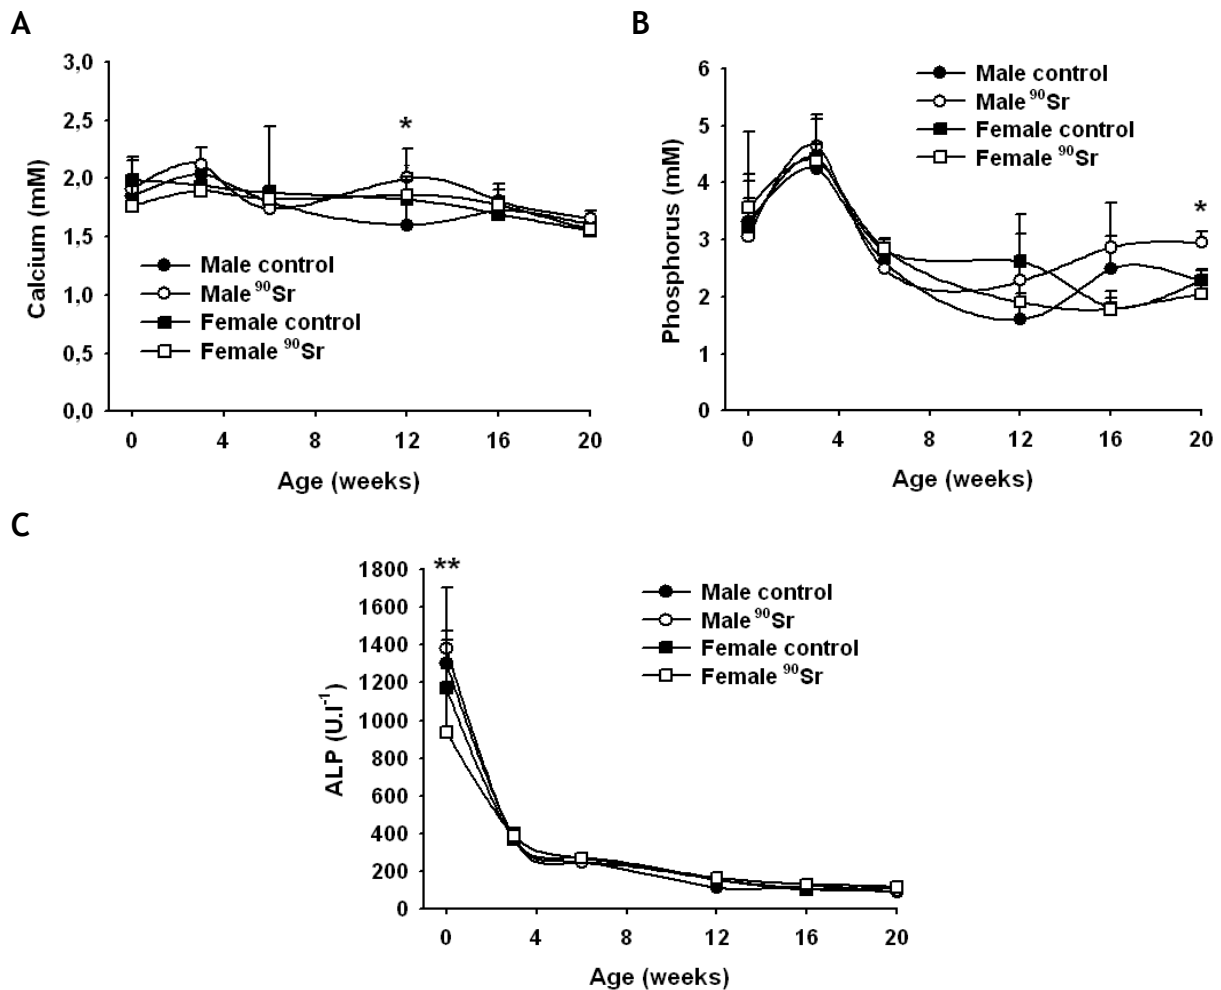 A
3,0
2,5
2,0
1,5
1,0
0,5
0,0
Calcium (mM)
*
Male control
Male ⁹⁰Sr
Female control
Female ⁹⁰Sr
0 4 8 12 16 20
Age (weeks)
B
6
5
4
3
2
1
0
Phosphorus (mM)
Male control
Male ⁹⁰Sr
Female control
Female ⁹⁰Sr
*
0 4 8 12 16 20
Age (weeks)
C
1800
1600
1400
1200
1000
800
600
400
200
0
ALP (U.l⁻¹)
**
Male control
Male ⁹⁰Sr
Female control
Female ⁹⁰Sr
0 4 8 12 16 20
Age (weeks)